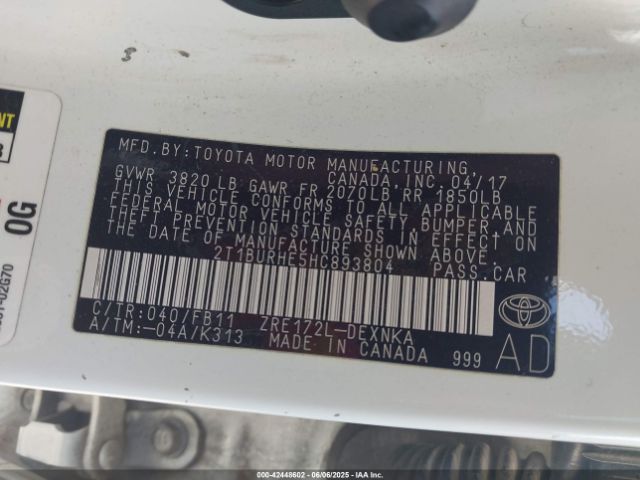 MFD.BY:TOYOTA MOTOR MANUFACTURING,
CANADA, INC. 04/17
GVWR 3820 LB GAWR FR 2070LB RR 1850LB
THIS VEHICLE CONFORMS TO ALL APPLICABLE
FEDERAL MOTOR VEHICLE SAFETY, BUMPER, AND
THEFT PREVENTION STANDARDS IN EFFECT ON
THE DATE OF MANUFACTURE SHOWN ABOVE.
2T1BURHE5HC893804 PASS.CAR
C/TR:040/FB11 ZRE172L-DEXNKA
A/TM:-04A/K313 MADE IN CANADA 999
AD
0G
000-42448602 - 06/06/2025 - IAAI.COM